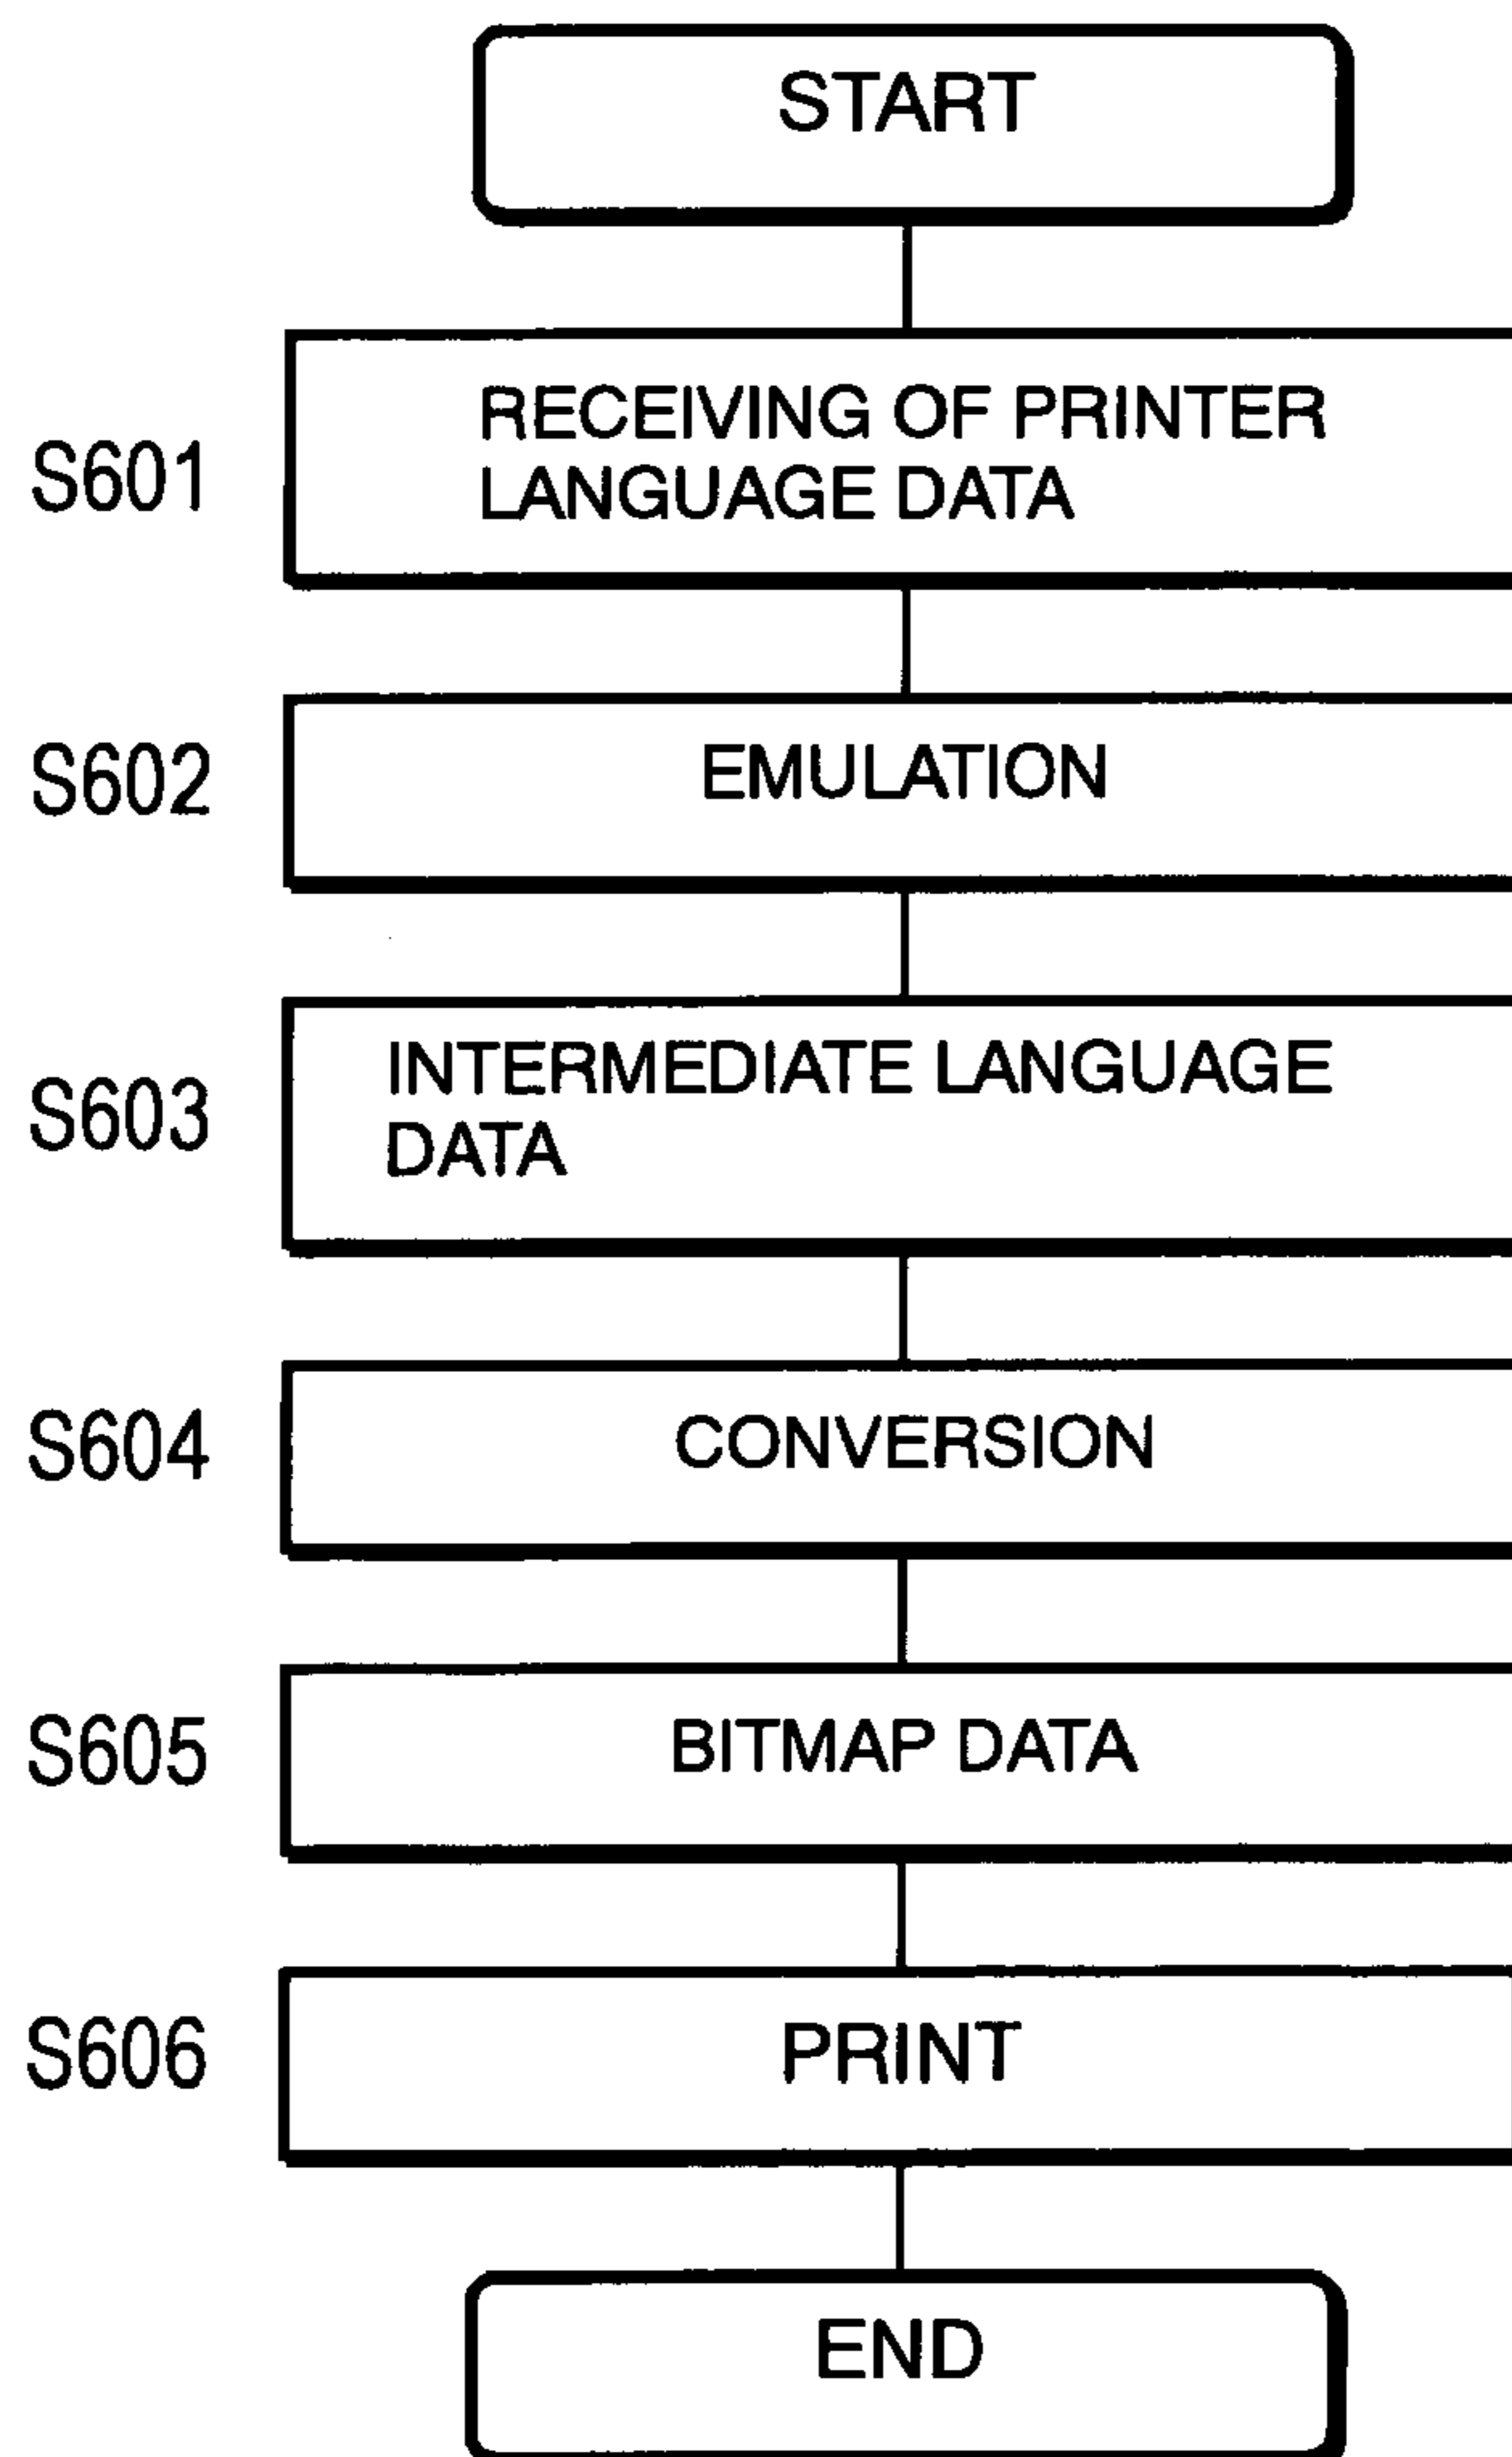 START
S601
RECEIVING OF PRINTER
LANGUAGE DATA
S602
EMULATION
S603
INTERMEDIATE LANGUAGE
DATA
S604
CONVERSION
S605
BITMAP DATA
S606
PRINT
END